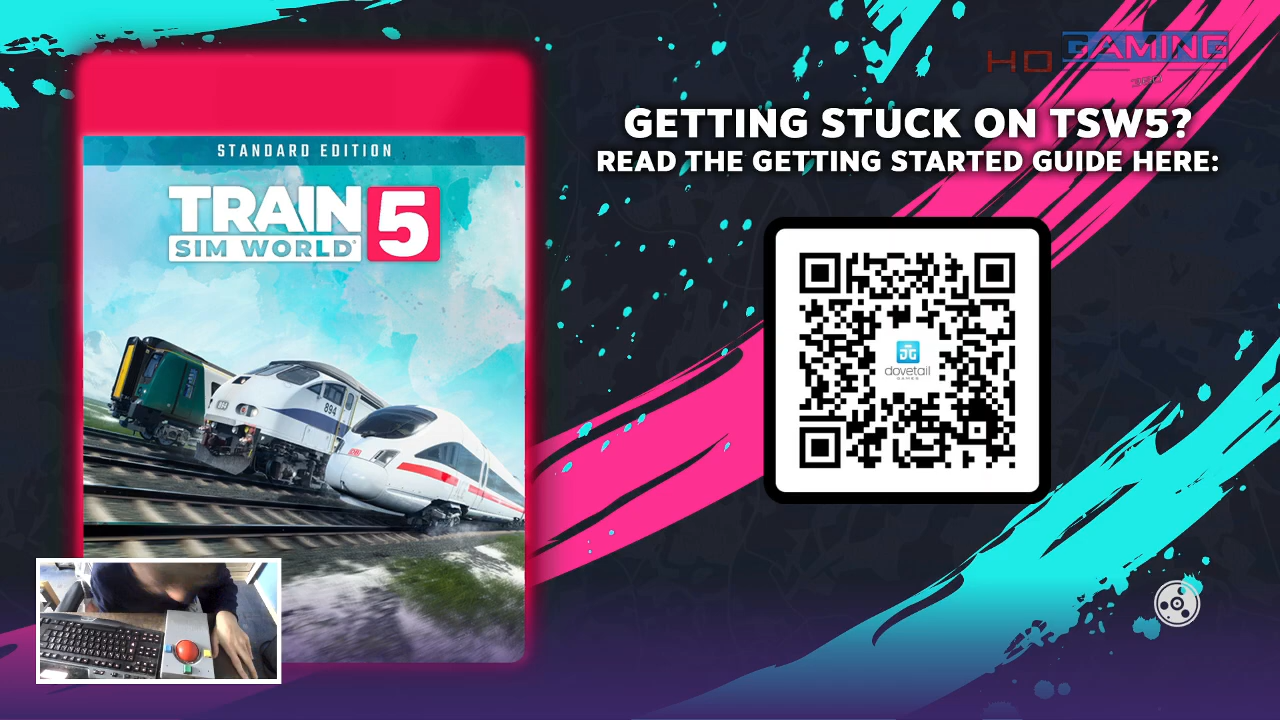 HD GAMING
GETTING STUCK ON TSW5?
READ THE GETTING STARTED GUIDE HERE:
STANDARD EDITION
TRAIN 5
SIM WORLD
894
dovetail
GAMES